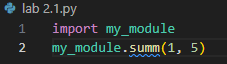 lab 2.1.py
1 import my_module
2 my_module.summ(1, 5)